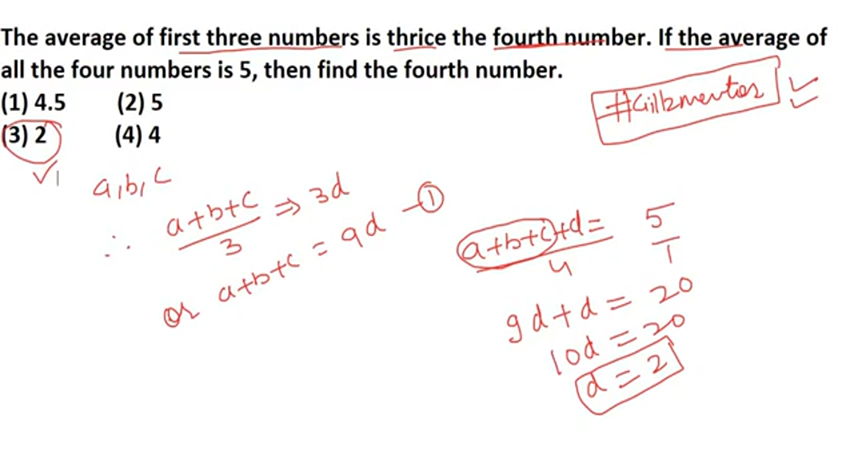 The average of first three numbers is thrice the fourth number. If the average of
all the four numbers is 5, then find the fourth number.
(1) 4.5 (2) 5
(3) 2 (4) 4
#Gillzmentor
a, b, c
∴ a+b+c / 3 ⇒ 3d
or a+b+c = 9d — ①
a+b+c+d / 4 = 5 / 1
9d+d = 20
10d = 20
d = 2